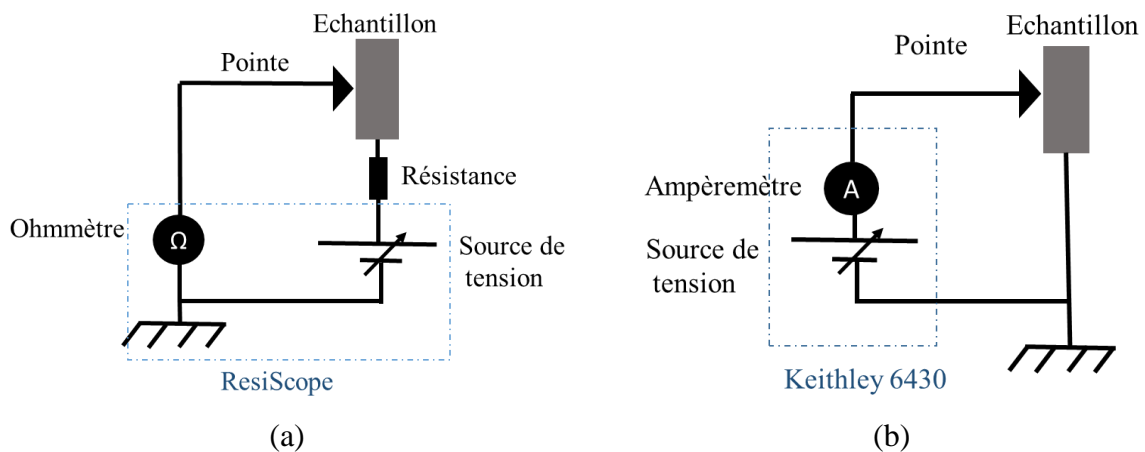 Echantillon
Pointe
Résistance
Ohmmètre
Ω
Source de
tension
ResiScope
(a)
Echantillon
Pointe
Ampèremètre
A
Source de
tension
Keithley 6430
(b)